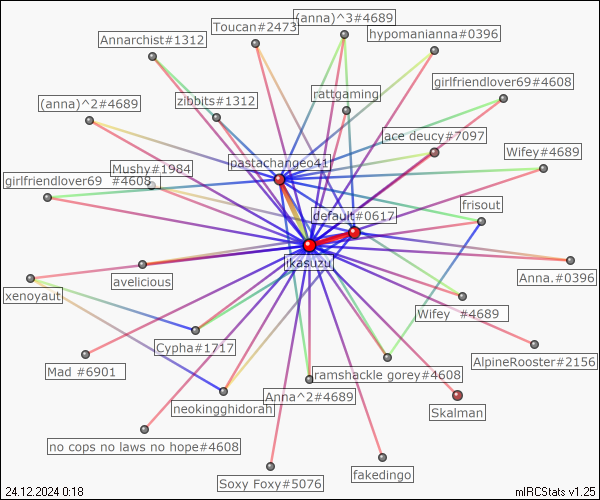 (anna)^3#4689
Toucan#2473
hypomanianna#0396
Annarchist#1312
girlfriendlover69#4608
rattgaming
zibbits#1312
(anna)^2#4689
ace deucy#7097
Wifey#4689
pastachangeo41
Mushy#1984
girlfriendlover69 #4608
frisout
default#0617
ikasuzu
Anna.#0396
avelicious
xenoyaut
Wifey #4689
Cypha#1717
AlpineRooster#2156
Mad #6901
ramshackle gorey#4608
Anna^2#4689
neokingghidorah
Skalman
no cops no laws no hope#4608
fakedingo
Soxy Foxy#5076
24.12.2024 0:18
mIRCStats v1.25